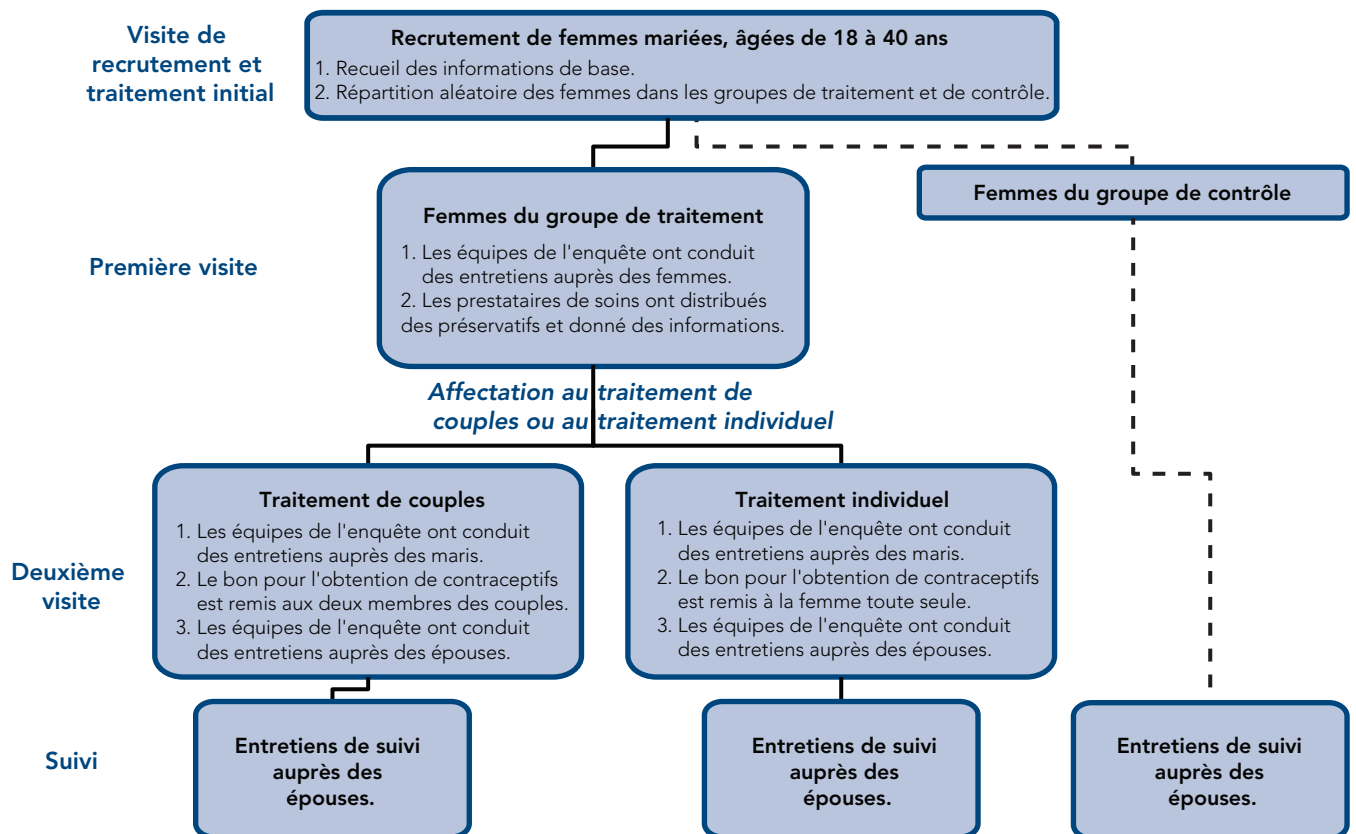 Visite de
recrutement et
traitement initial
Recrutement de femmes mariées, âgées de 18 à 40 ans
1. Recueil des informations de base.
2. Répartition aléatoire des femmes dans les groupes de traitement et de contrôle.
Première visite
Femmes du groupe de traitement
1. Les équipes de l'enquête ont conduit
des entretiens auprès des femmes.
2. Les prestataires de soins ont distribués
des préservatifs et donné des informations.
Femmes du groupe de contrôle
Affectation au traitement de
couples ou au traitement individuel
Deuxième
visite
Traitement de couples
1. Les équipes de l'enquête ont conduit
des entretiens auprès des maris.
2. Le bon pour l'obtention de contraceptifs
est remis aux deux membres des couples.
3. Les équipes de l'enquête ont conduit
des entretiens auprès des épouses.
Traitement individuel
1. Les équipes de l'enquête ont conduit
des entretiens auprès des maris.
2. Le bon pour l'obtention de contraceptifs
est remis à la femme toute seule.
3. Les équipes de l'enquête ont conduit
des entretiens auprès des épouses.
Suivi
Entretiens de suivi
auprès des
épouses.
Entretiens de suivi
auprès des
épouses.
Entretiens de suivi
auprès des
épouses.